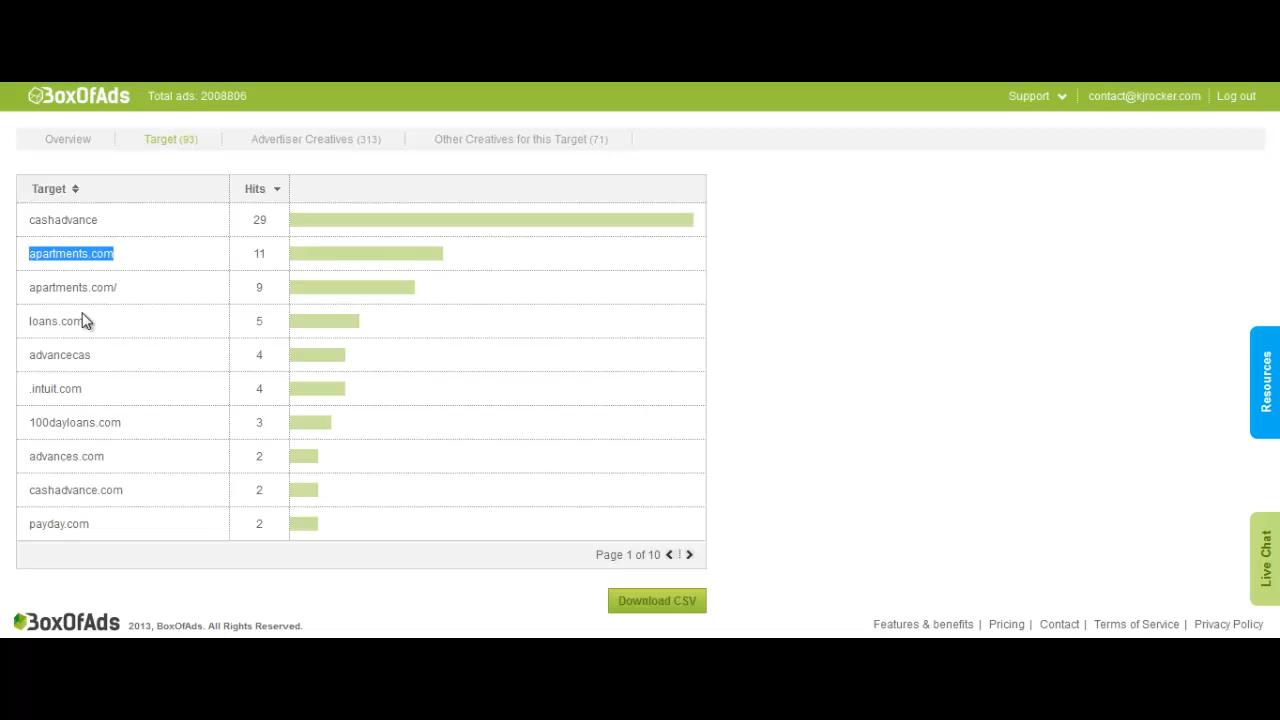 BoxOfAds Total ads: 2008806 Support contact@kjrocker.com Log out
Overview Target (93) Advertiser Creatives (313) Other Creatives for this Target (71)
Target Hits
cashadvance 29
apartments.com 11
apartments.com/ 9
loans.com 5
advancecas 4
.intuit.com 4
100dayloans.com 3
advances.com 2
cashadvance.com 2
payday.com 2
Page 1 of 10
Download CSV
Resources
Live Chat
BoxOfAds 2013, BoxOfAds. All Rights Reserved. Features & benefits | Pricing | Contact | Terms of Service | Privacy Policy